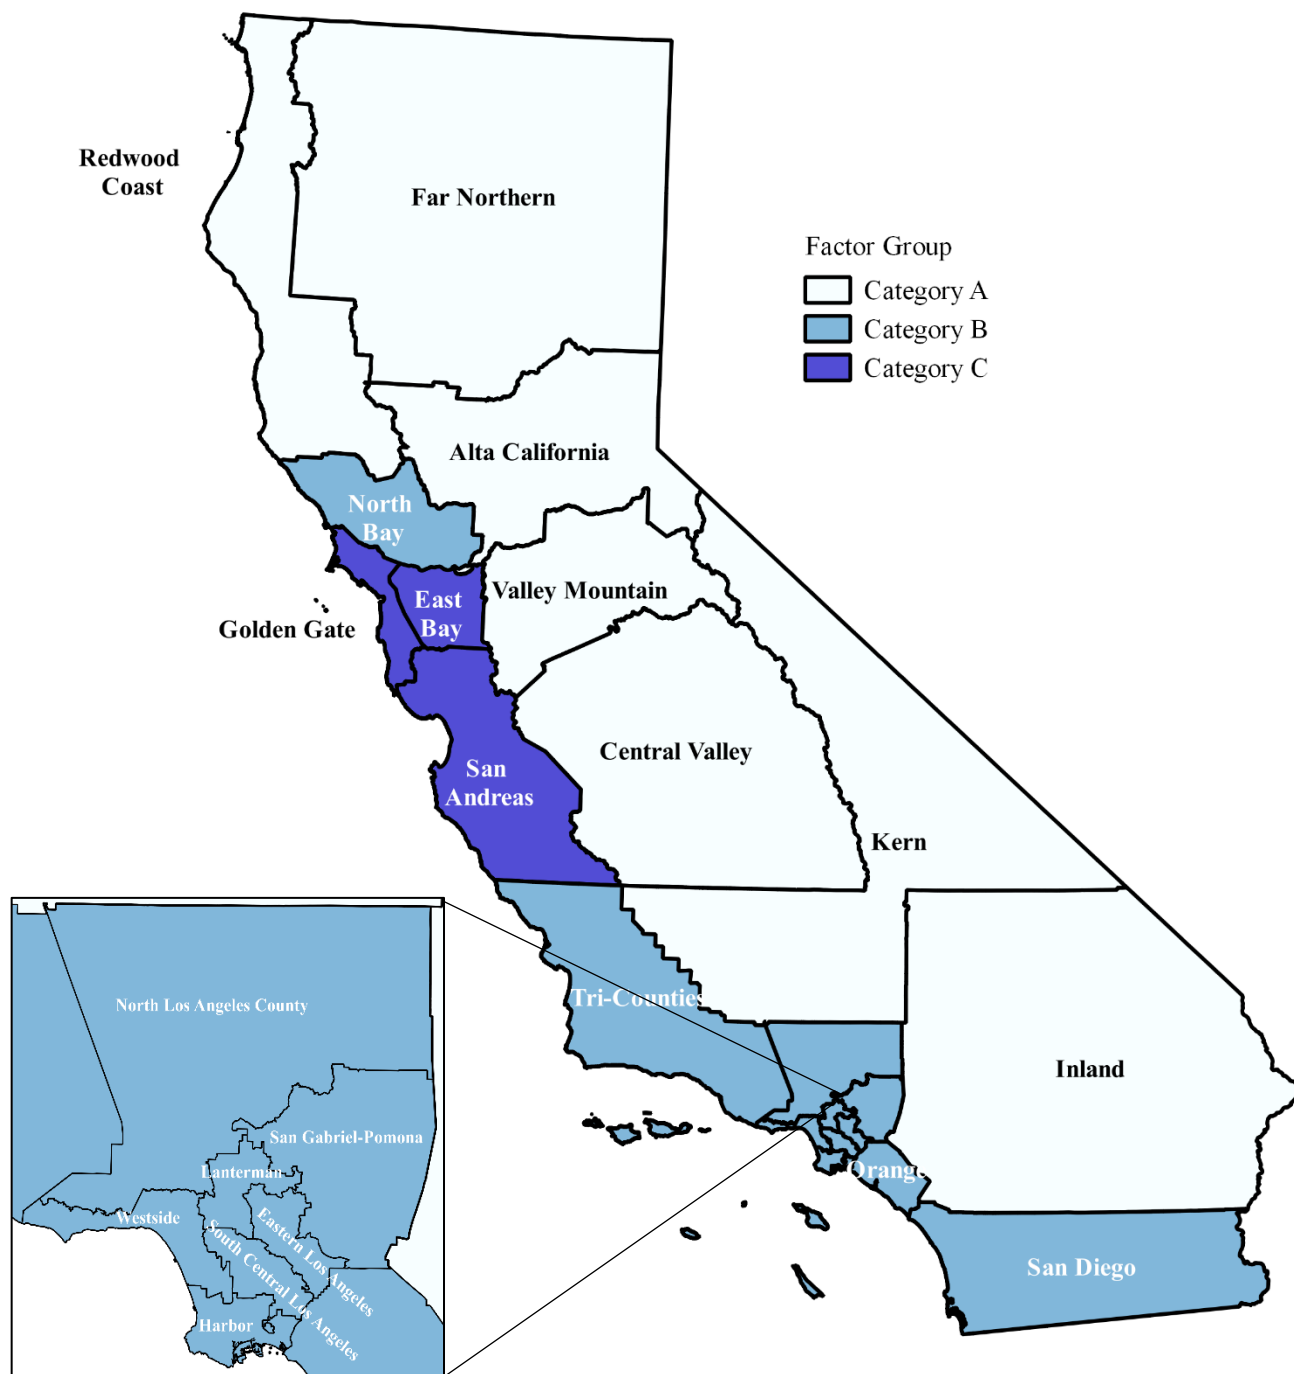 Redwood
Coast
Far Northern
Factor Group
Category A
Category B
Category C
Alta California
North
Bay
Valley Mountain
East
Bay
Golden Gate
Central Valley
San
Andreas
Kern
Tri-Counties
Inland
Orange
San Diego
North Los Angeles County
San Gabriel-Pomona
Lanterman
Westside
Eastern Los Angeles
South Central Los Angeles
Harbor